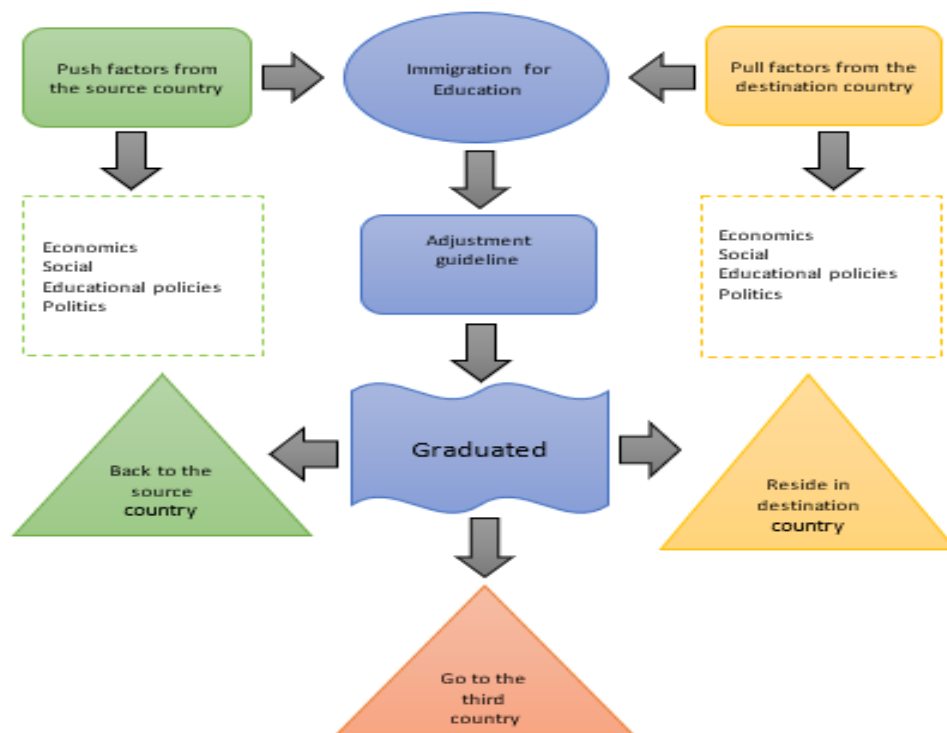 Push factors from
the source country
Immigration for
Education
Pull factors from the
destination country
Economics
Social
Educational policies
Politics
Adjustment
guideline
Economics
Social
Educational policies
Politics
Graduated
Back to the
source
country
Reside in
destination
country
Go to the
third
country